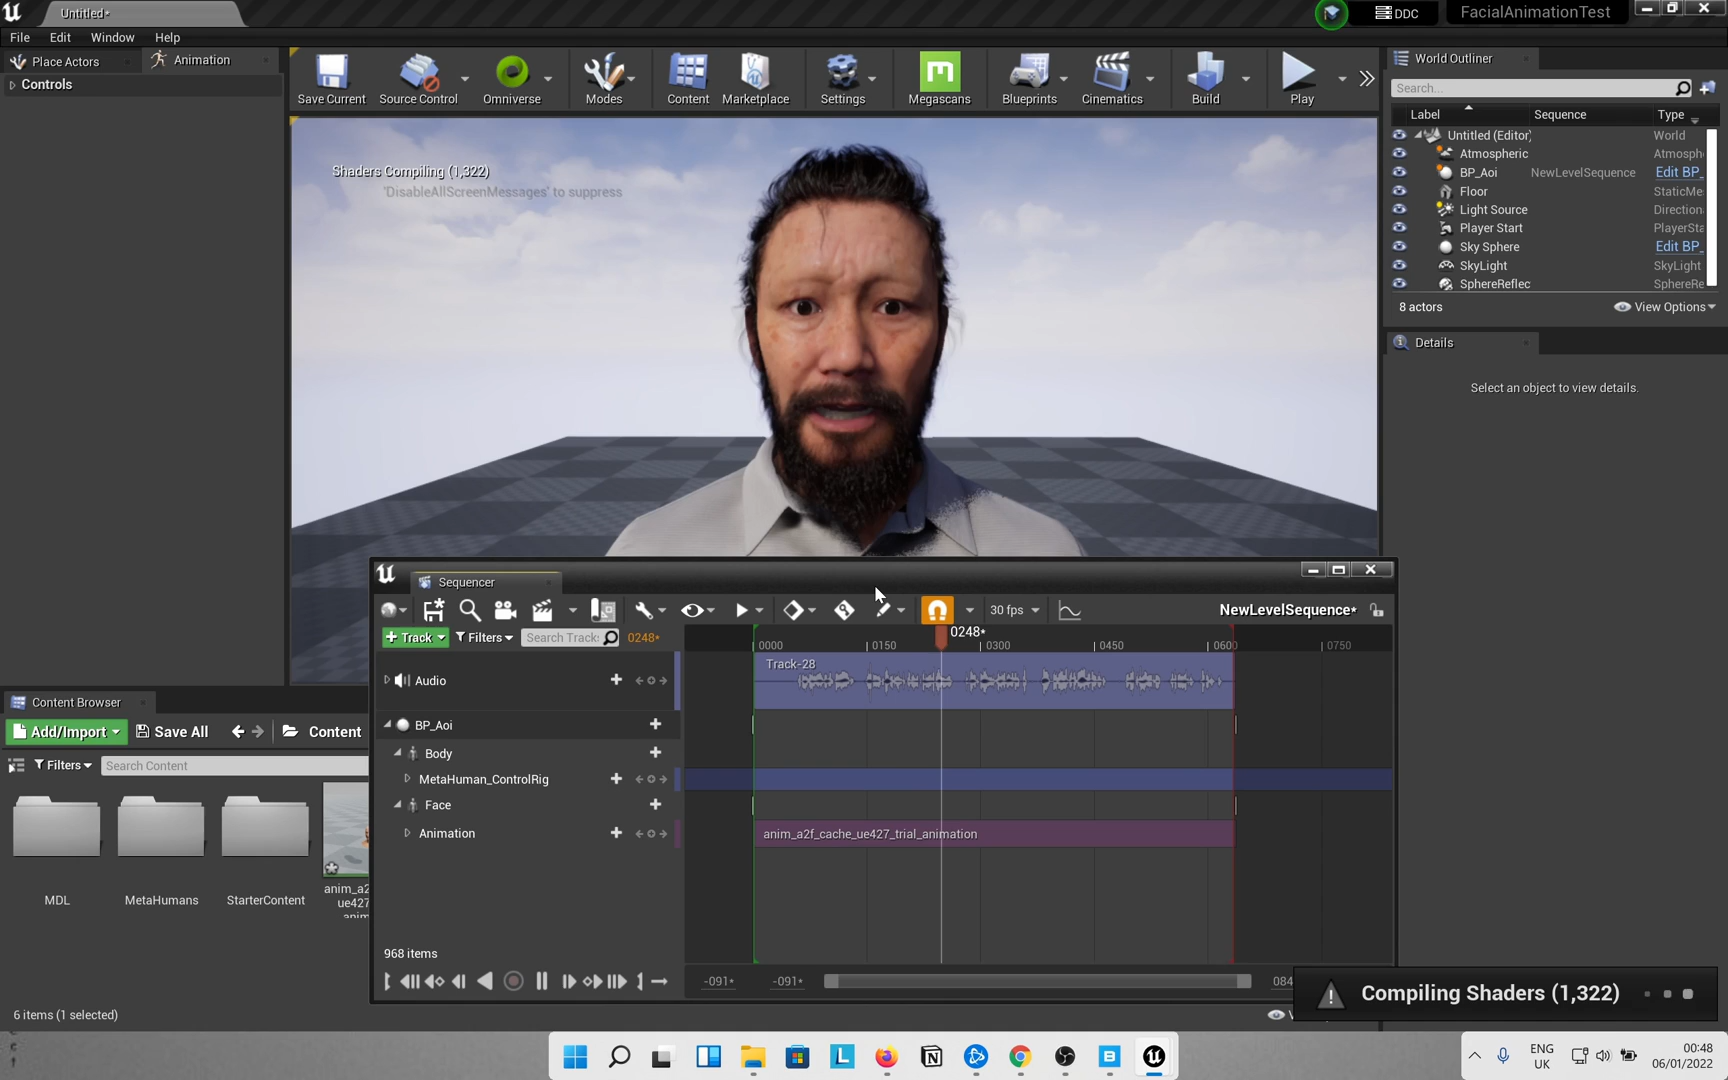 Untitled*
DDC
FacialAnimationTest
File Edit Window Help
Place Actors
Animation
Controls
Save Current
Source Control
Omniverse
Modes
Content
Marketplace
Settings
Megascans
Blueprints
Cinematics
Build
Play
World Outliner
Search...
Label Sequence Type
Untitled (Editor) World
Atmospheric Atmosph
BP_Aoi NewLevelSequence Edit BP_
Floor StaticMe
Light Source Direction
Player Start PlayerSta
Sky Sphere Edit BP_
SkyLight SkyLight
SphereReflec SphereRe
8 actors View Options
Details
Select an object to view details.
Shaders Compiling (1,322)
'DisableAllScreenMessages' to suppress
Sequencer
30 fps
NewLevelSequence*
+ Track
Filters
Search Track
0248*
0248*
0000 0150 0300 0450 0600 0750
Audio
Track-28
BP_Aoi
Body
MetaHuman_ControlRig
Face
Animation
anim_a2f_cache_ue427_trial_animation
968 items
-091* -091* 084
Content Browser
Add/Import
Save All
Content
Filters
Search Content
MDL
MetaHumans
StarterContent
anim_a2
ue427
anim
6 items (1 selected)
Compiling Shaders (1,322)
ENG
UK
00:48
06/01/2022